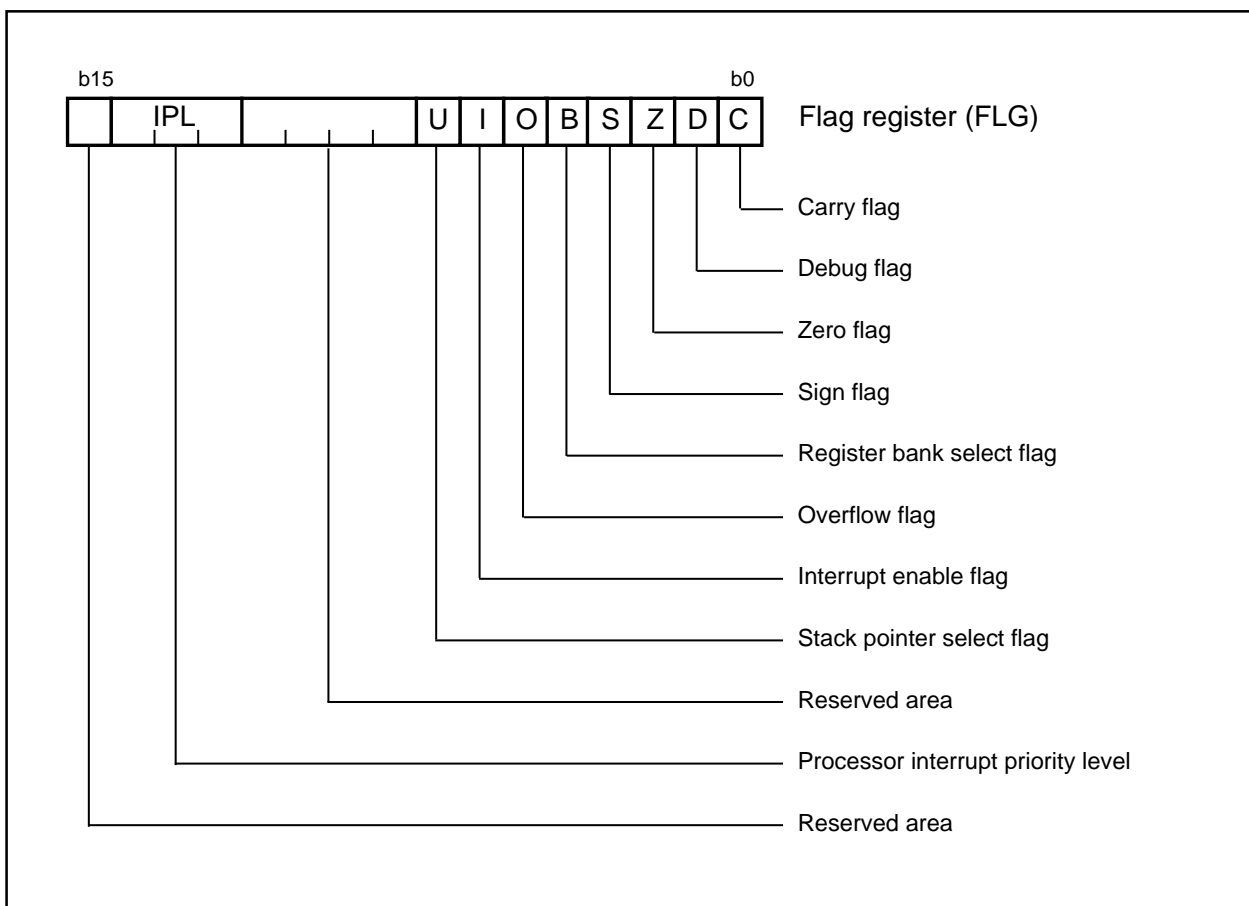 b15 b0
IPL U I O B S Z D C Flag register (FLG)
Carry flag
Debug flag
Zero flag
Sign flag
Register bank select flag
Overflow flag
Interrupt enable flag
Stack pointer select flag
Reserved area
Processor interrupt priority level
Reserved area